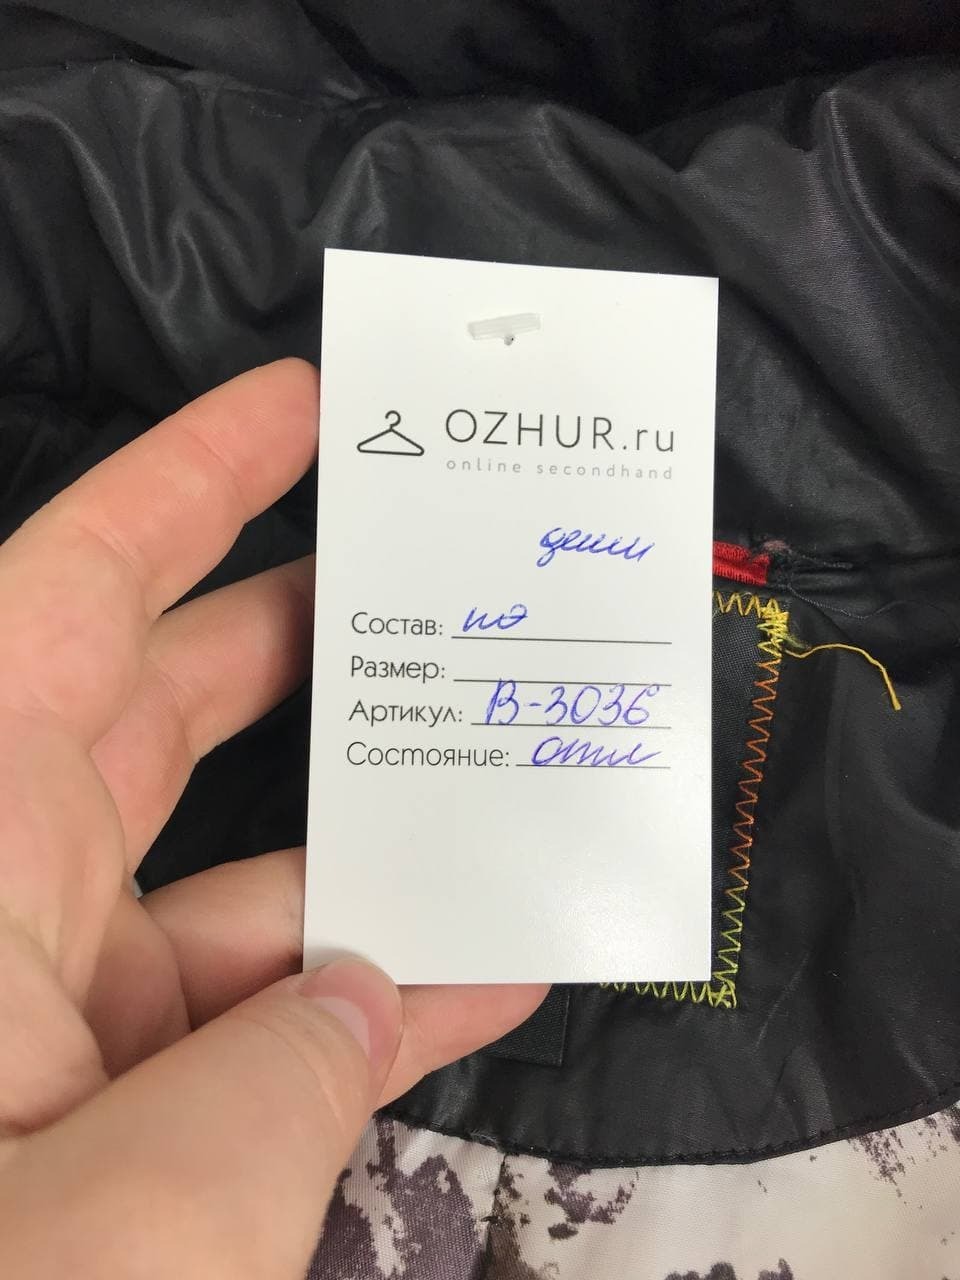 OZHUR.ru
online secondhand
деми
Состав: пэ
Размер:
Артикул: В-3036
Состояние: отл